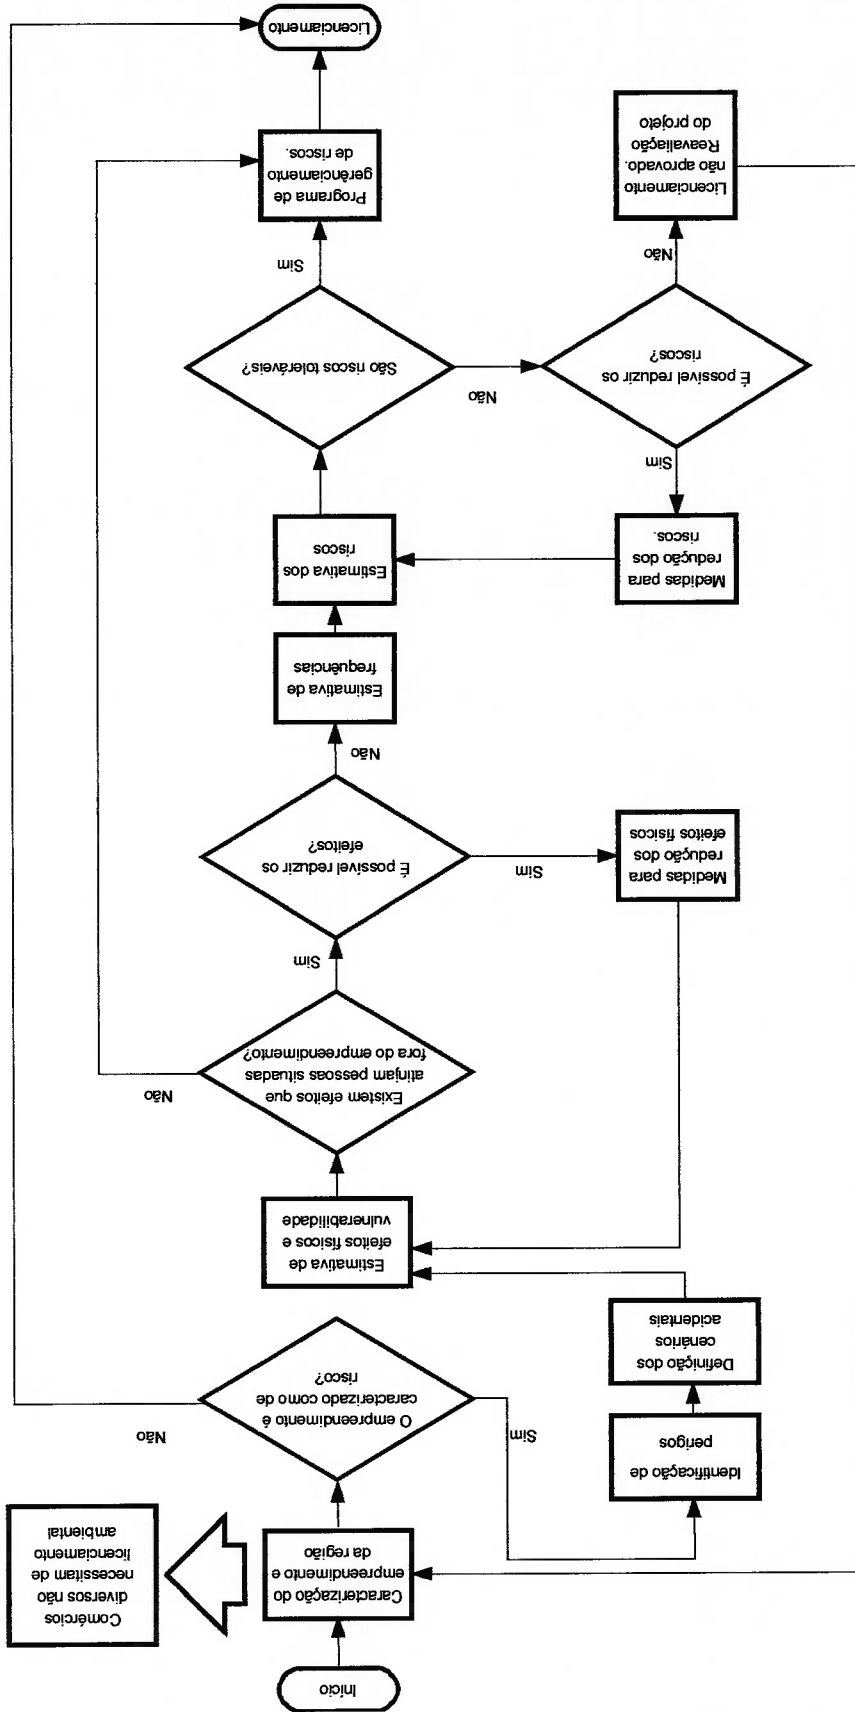 Início
Caracterização do
empreendimento e
da região
Comércios
diversos não
necessitam de
licenciamento
ambiental
O empreendimento é
caracterizado como de
risco?
Sim
Não
Identificação de
perigos
Definição dos
cenários
acidentais
Estimativa de
efeitos físicos e
vulnerabilidade
Existem efeitos que
atinjam pessoas situadas
fora do empreendimento?
Não
Sim
É possível reduzir os
efeitos?
Sim
Medidas para
redução dos
efeitos físicos
Não
Estimativa de
frequências
Estimativa dos
riscos
Medidas para
redução dos
riscos.
São riscos toleráveis?
Não
Sim
É possível reduzir os
riscos?
Sim
Não
Programa de
gerênciamento
de riscos.
Licenciamento
não aprovado.
Reavaliação
do projeto
Licenciamento